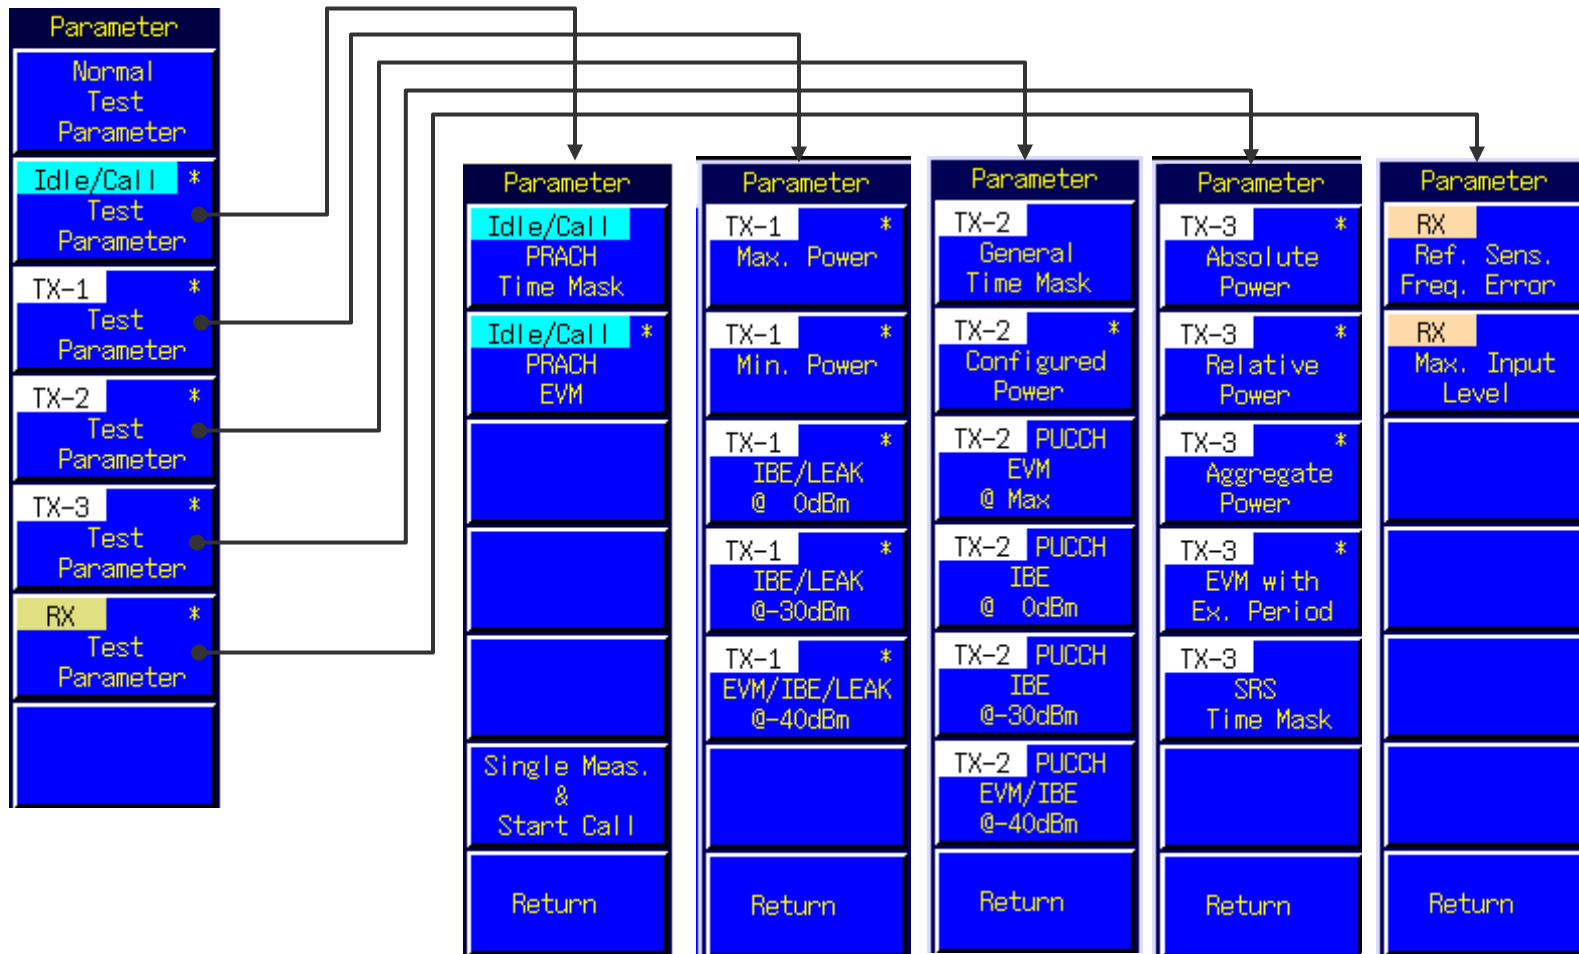 Parameter
Normal
Test
Parameter
Idle/Call *
Test
Parameter
TX-1 *
Test
Parameter
TX-2 *
Test
Parameter
TX-3 *
Test
Parameter
RX *
Test
Parameter
Parameter
Idle/Call
PRACH
Time Mask
Idle/Call *
PRACH
EVM
Single Meas.
&
Start Call
Return
Parameter
TX-1 *
Max. Power
TX-1 *
Min. Power
TX-1 *
IBE/LEAK
@ 0dBm
TX-1 *
IBE/LEAK
@-30dBm
TX-1 *
EVM/IBE/LEAK
@-40dBm
Return
Parameter
TX-2
General
Time Mask
TX-2 *
Configured
Power
TX-2 PUCCH
EVM
@ Max
TX-2 PUCCH
IBE
@ 0dBm
TX-2 PUCCH
IBE
@-30dBm
TX-2 PUCCH
EVM/IBE
@-40dBm
Return
Parameter
TX-3 *
Absolute
Power
TX-3 *
Relative
Power
TX-3 *
Aggregate
Power
TX-3 *
EVM with
Ex. Period
TX-3
SRS
Time Mask
Return
Parameter
RX
Ref. Sens.
Freq. Error
RX
Max. Input
Level
Return